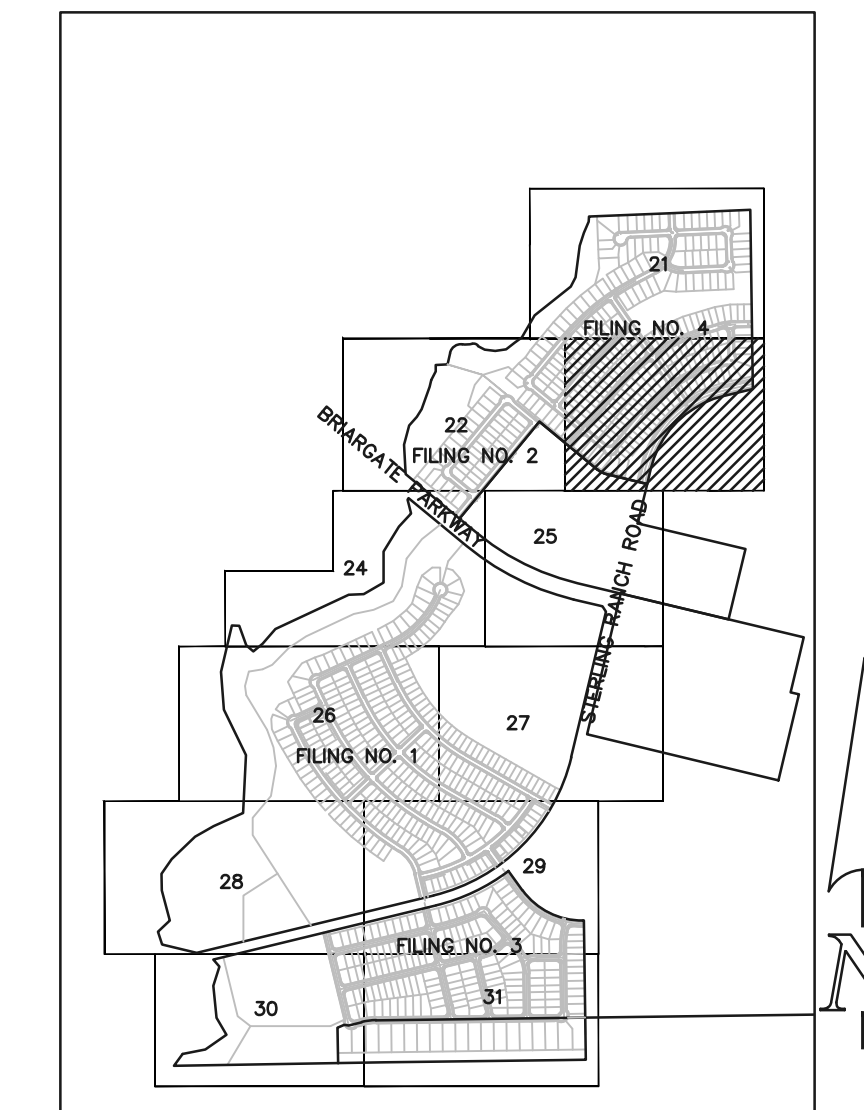 21
FILING NO. 4
22
FILING NO. 2
BRIARGATE PARKWAY
25
24
STERLING RANCH ROAD
26
27
FILING NO. 1
28
29
FILING NO. 3
30
31
N